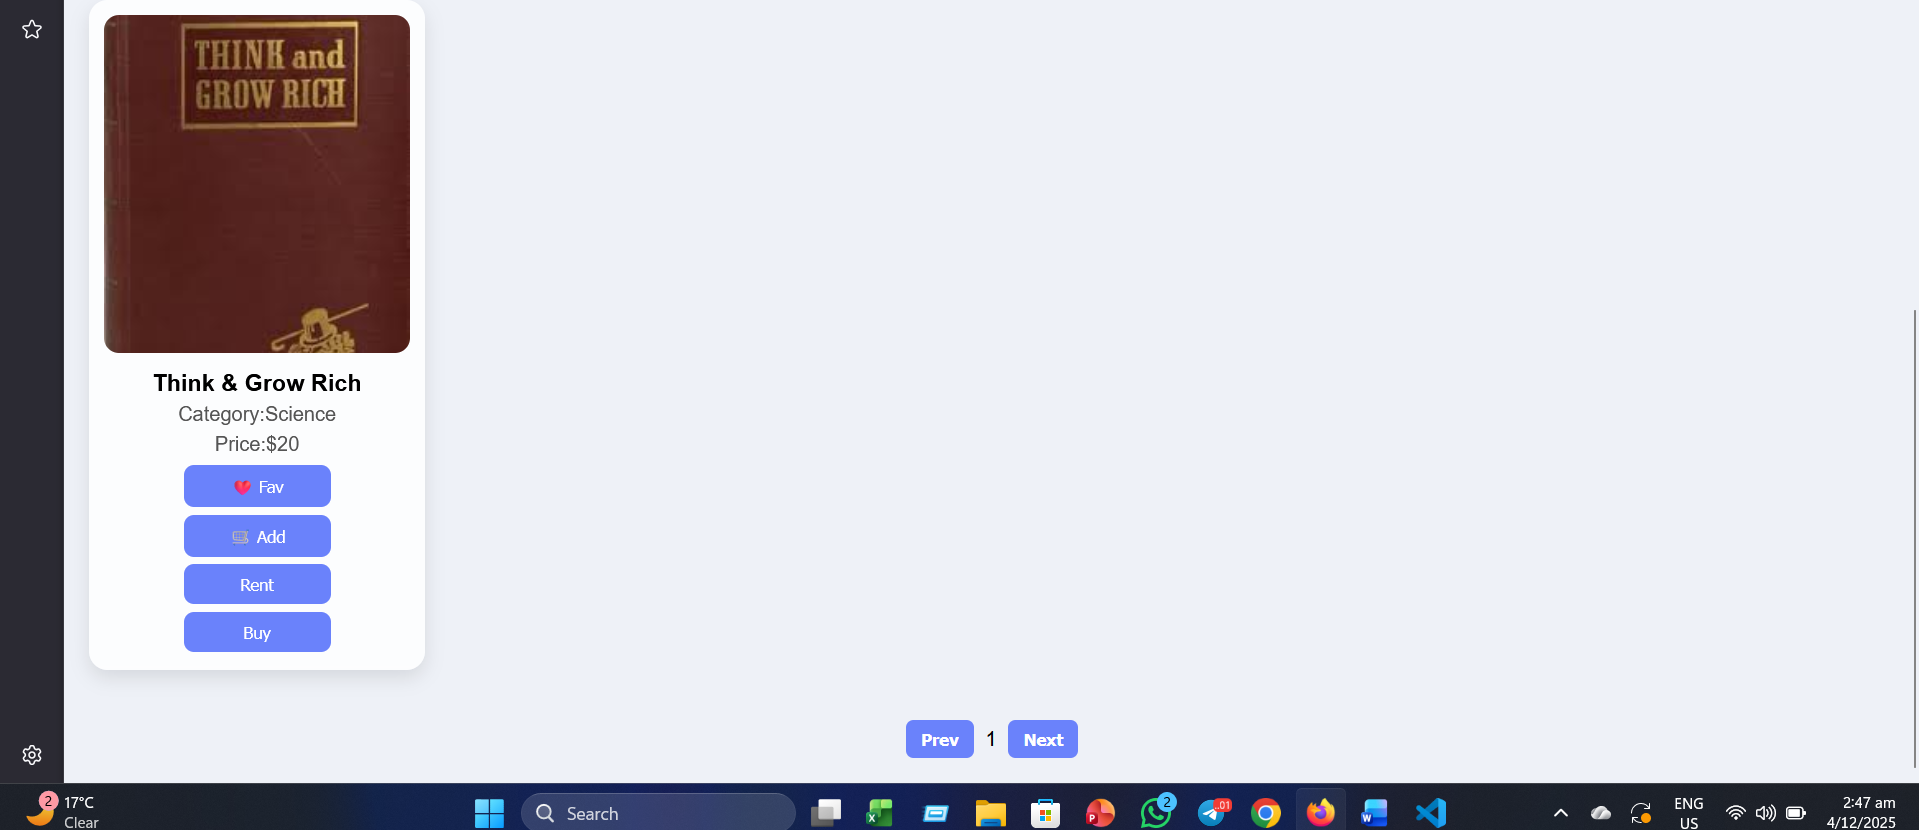 THINK and
GROW RICH
Think & Grow Rich
Category:Science
Price:$20
Fav
Add
Rent
Buy
Prev 1 Next
2
17°C
Clear
Search
2
.01
ENG
US
2:47 am
4/12/2025